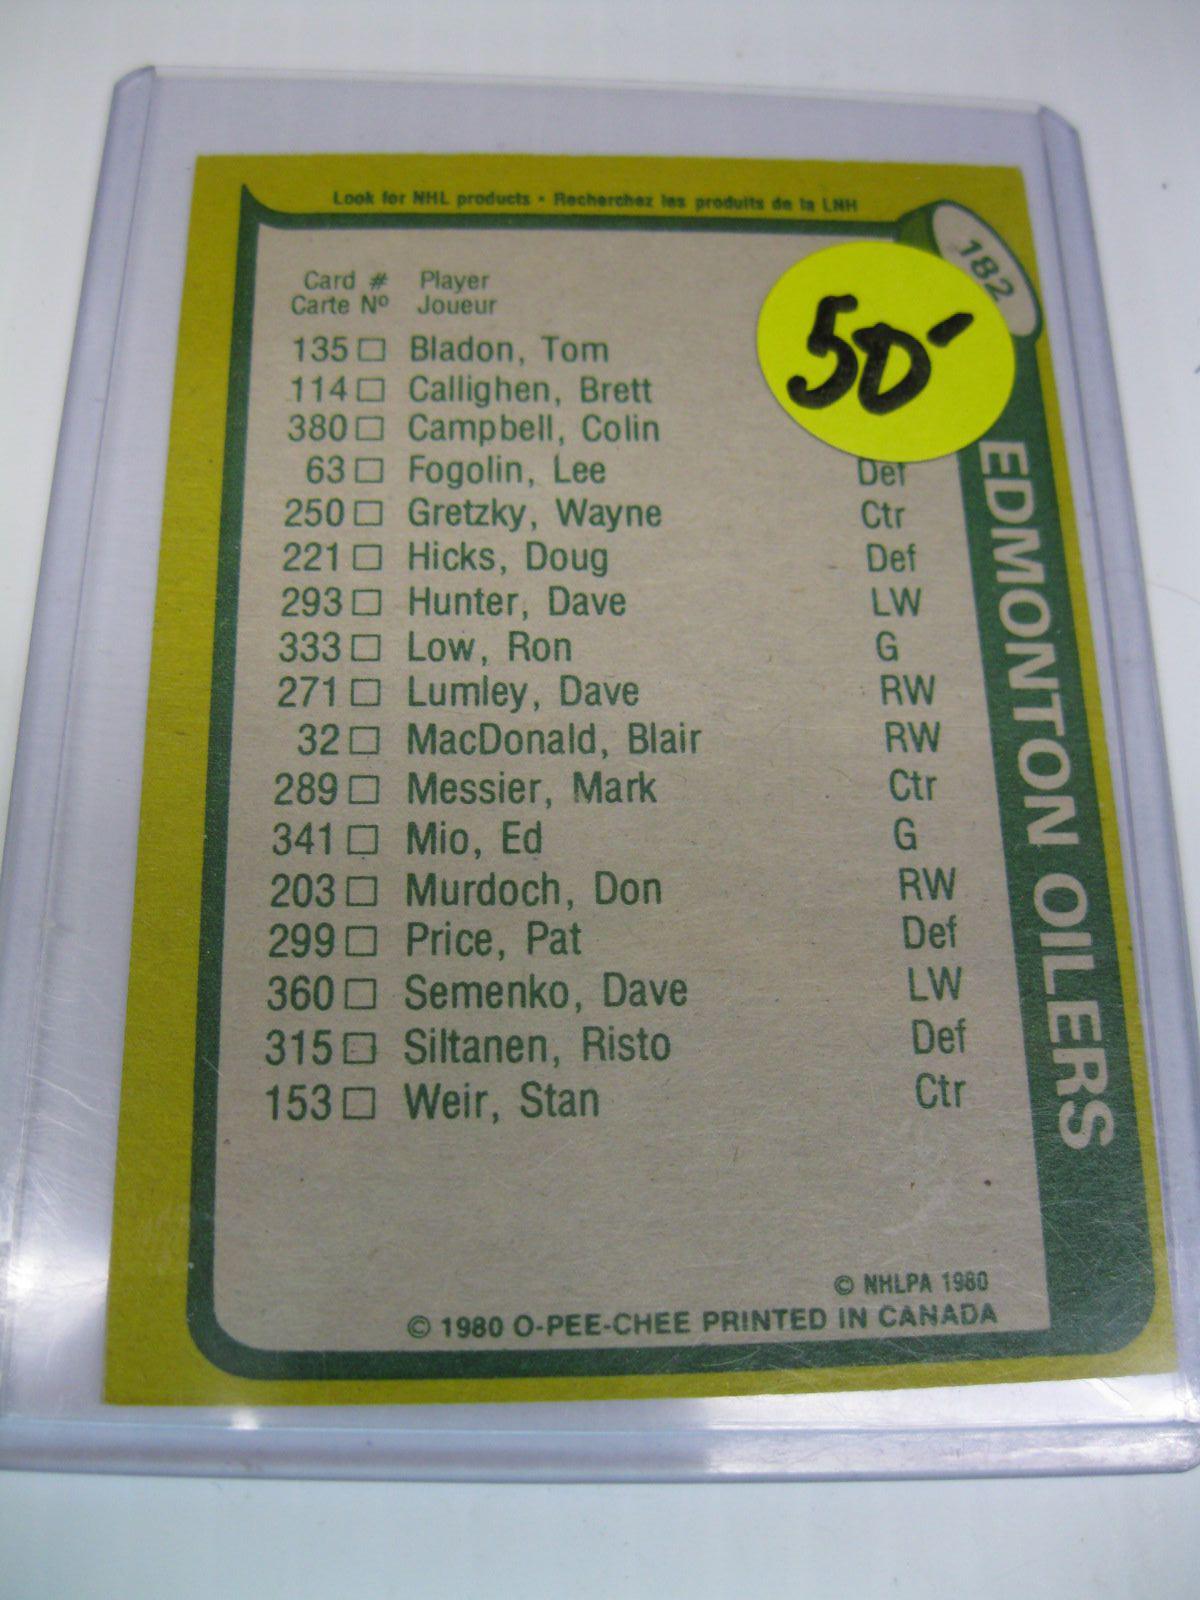 Look for NHL products • Recherchez les produits de la LNH
182
50-
Card # Player
Carte Nº Joueur
135 □ Bladon, Tom
114 □ Callighen, Brett
380 □ Campbell, Colin
63 □ Fogolin, Lee Def
250 □ Gretzky, Wayne Ctr
221 □ Hicks, Doug Def
293 □ Hunter, Dave LW
333 □ Low, Ron G
271 □ Lumley, Dave RW
32 □ MacDonald, Blair RW
289 □ Messier, Mark Ctr
341 □ Mio, Ed G
203 □ Murdoch, Don RW
299 □ Price, Pat Def
360 □ Semenko, Dave LW
315 □ Siltanen, Risto Def
153 □ Weir, Stan Ctr
EDMONTON OILERS
© NHLPA 1980
© 1980 O-PEE-CHEE PRINTED IN CANADA